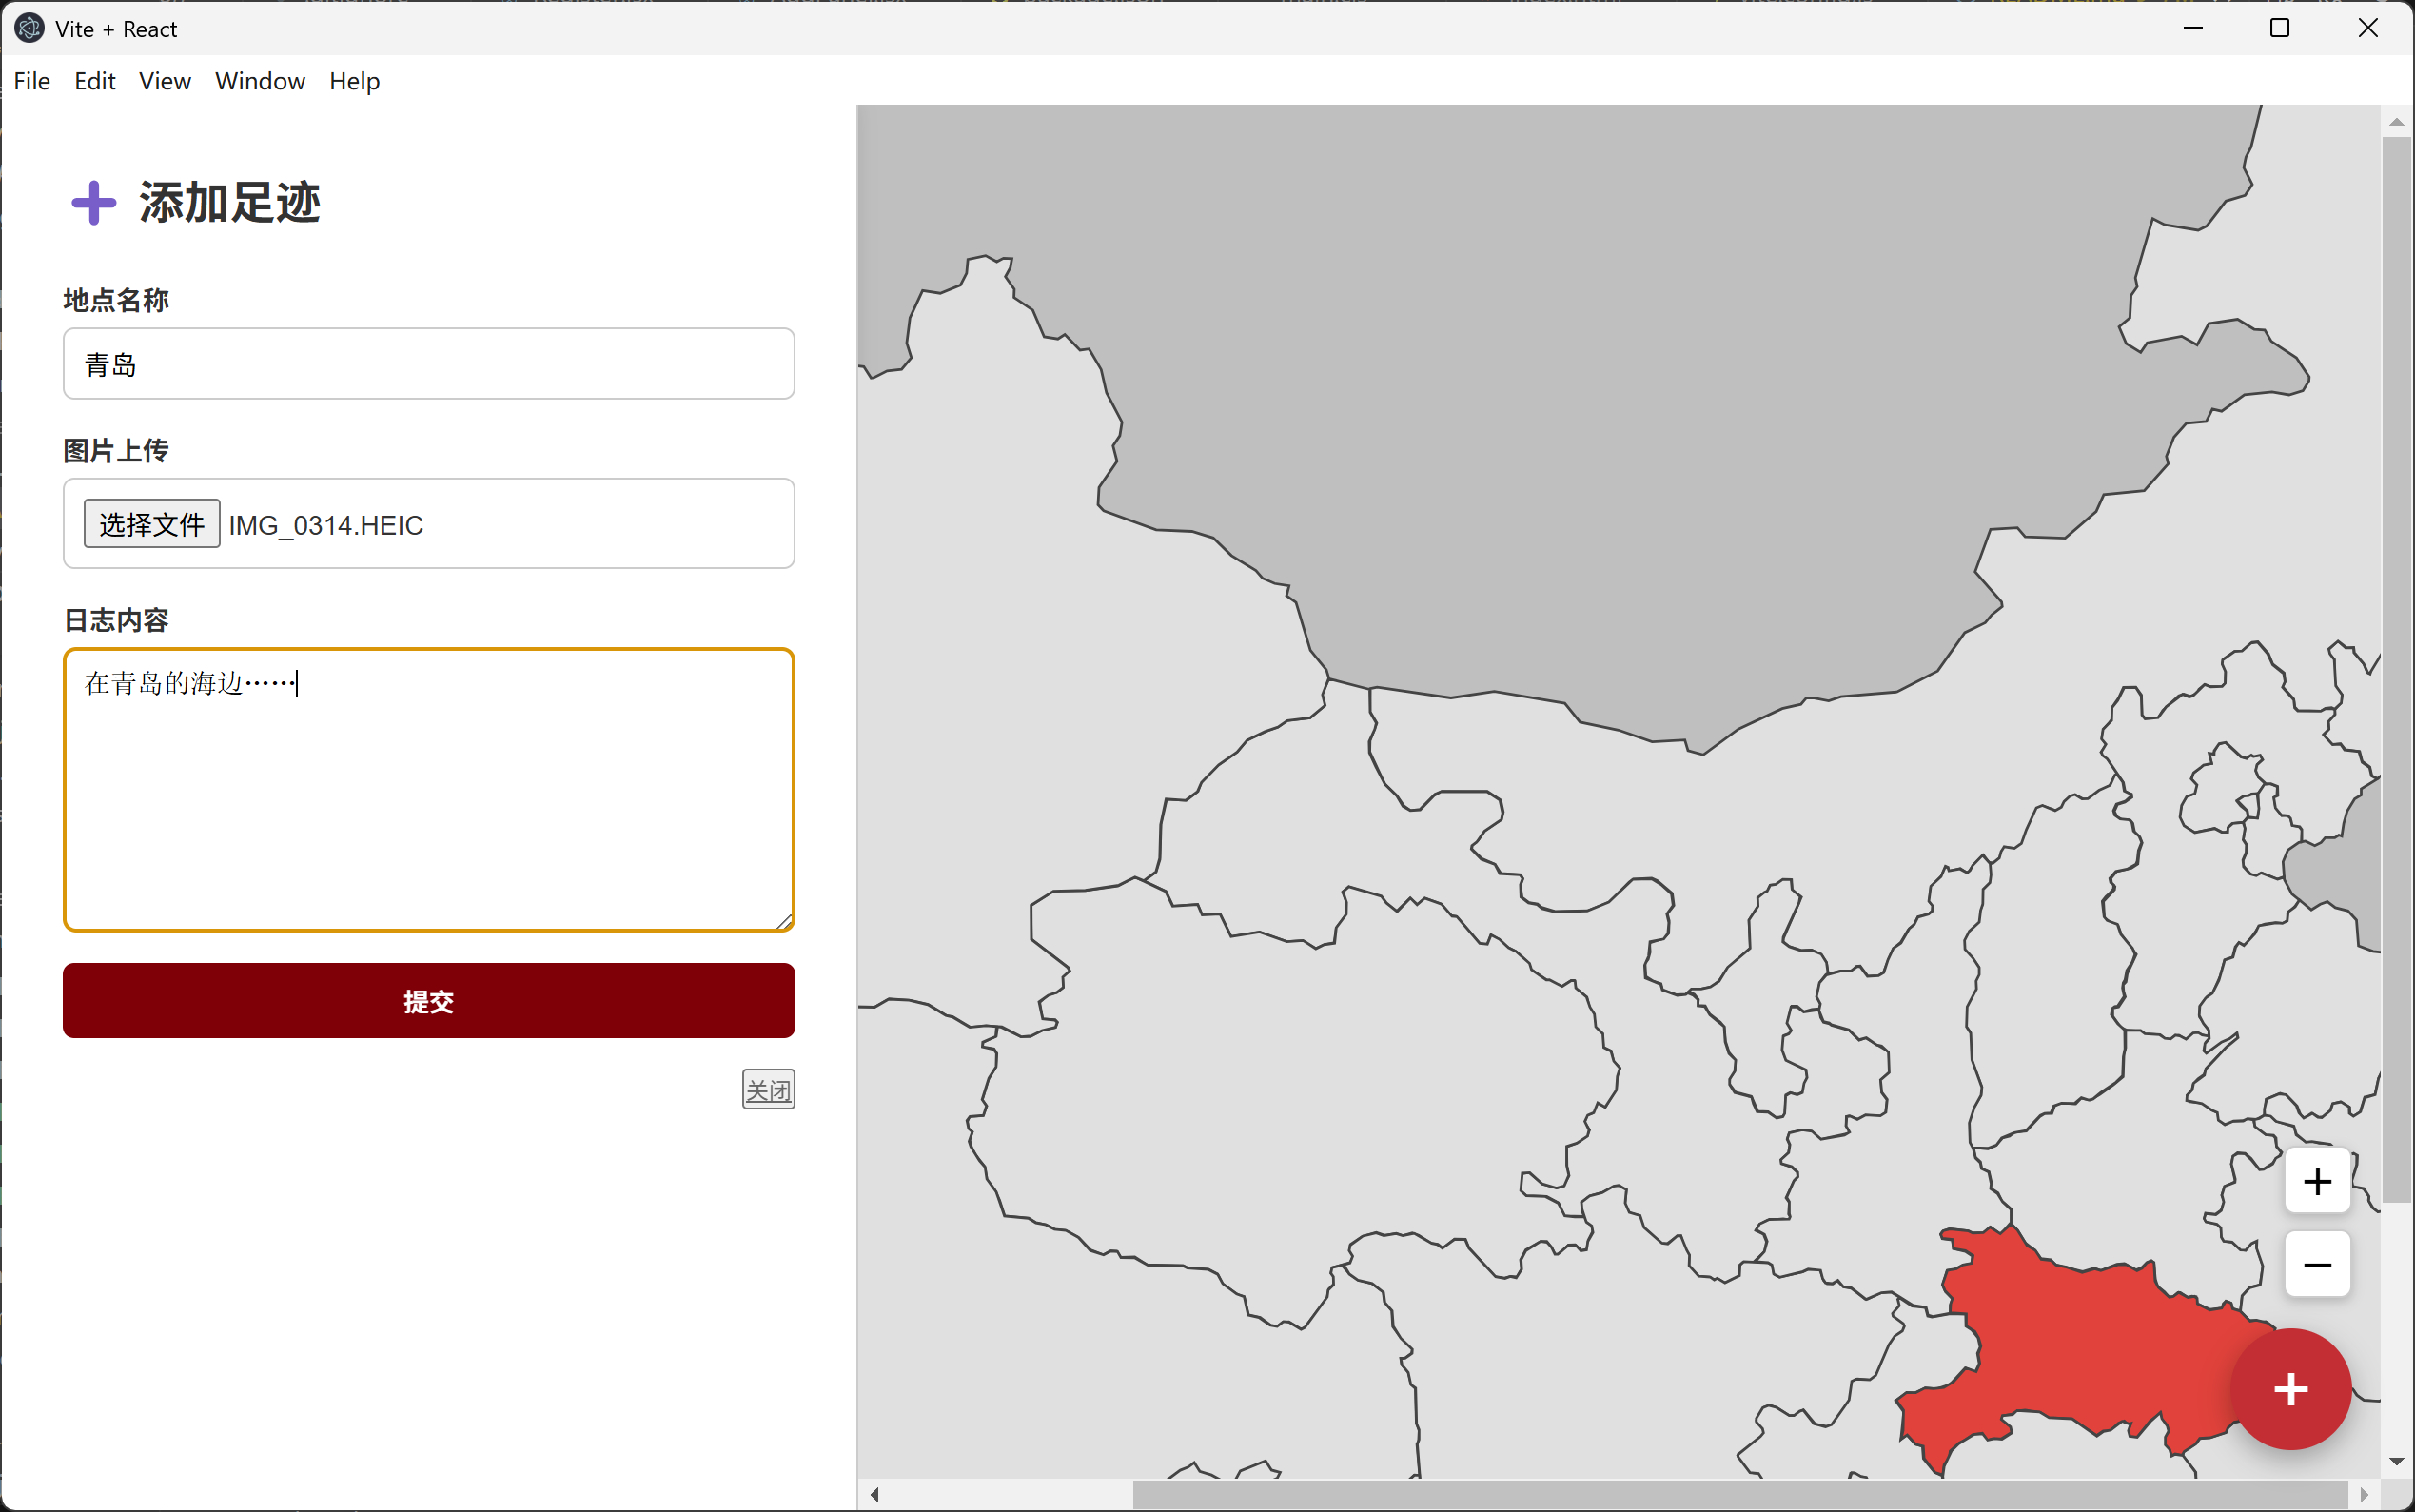 Vite + React
File Edit View Window Help
添加足迹
地点名称
青岛
图片上传
选择文件 IMG_0314.HEIC
日志内容
在青岛的海边……
提交
关闭